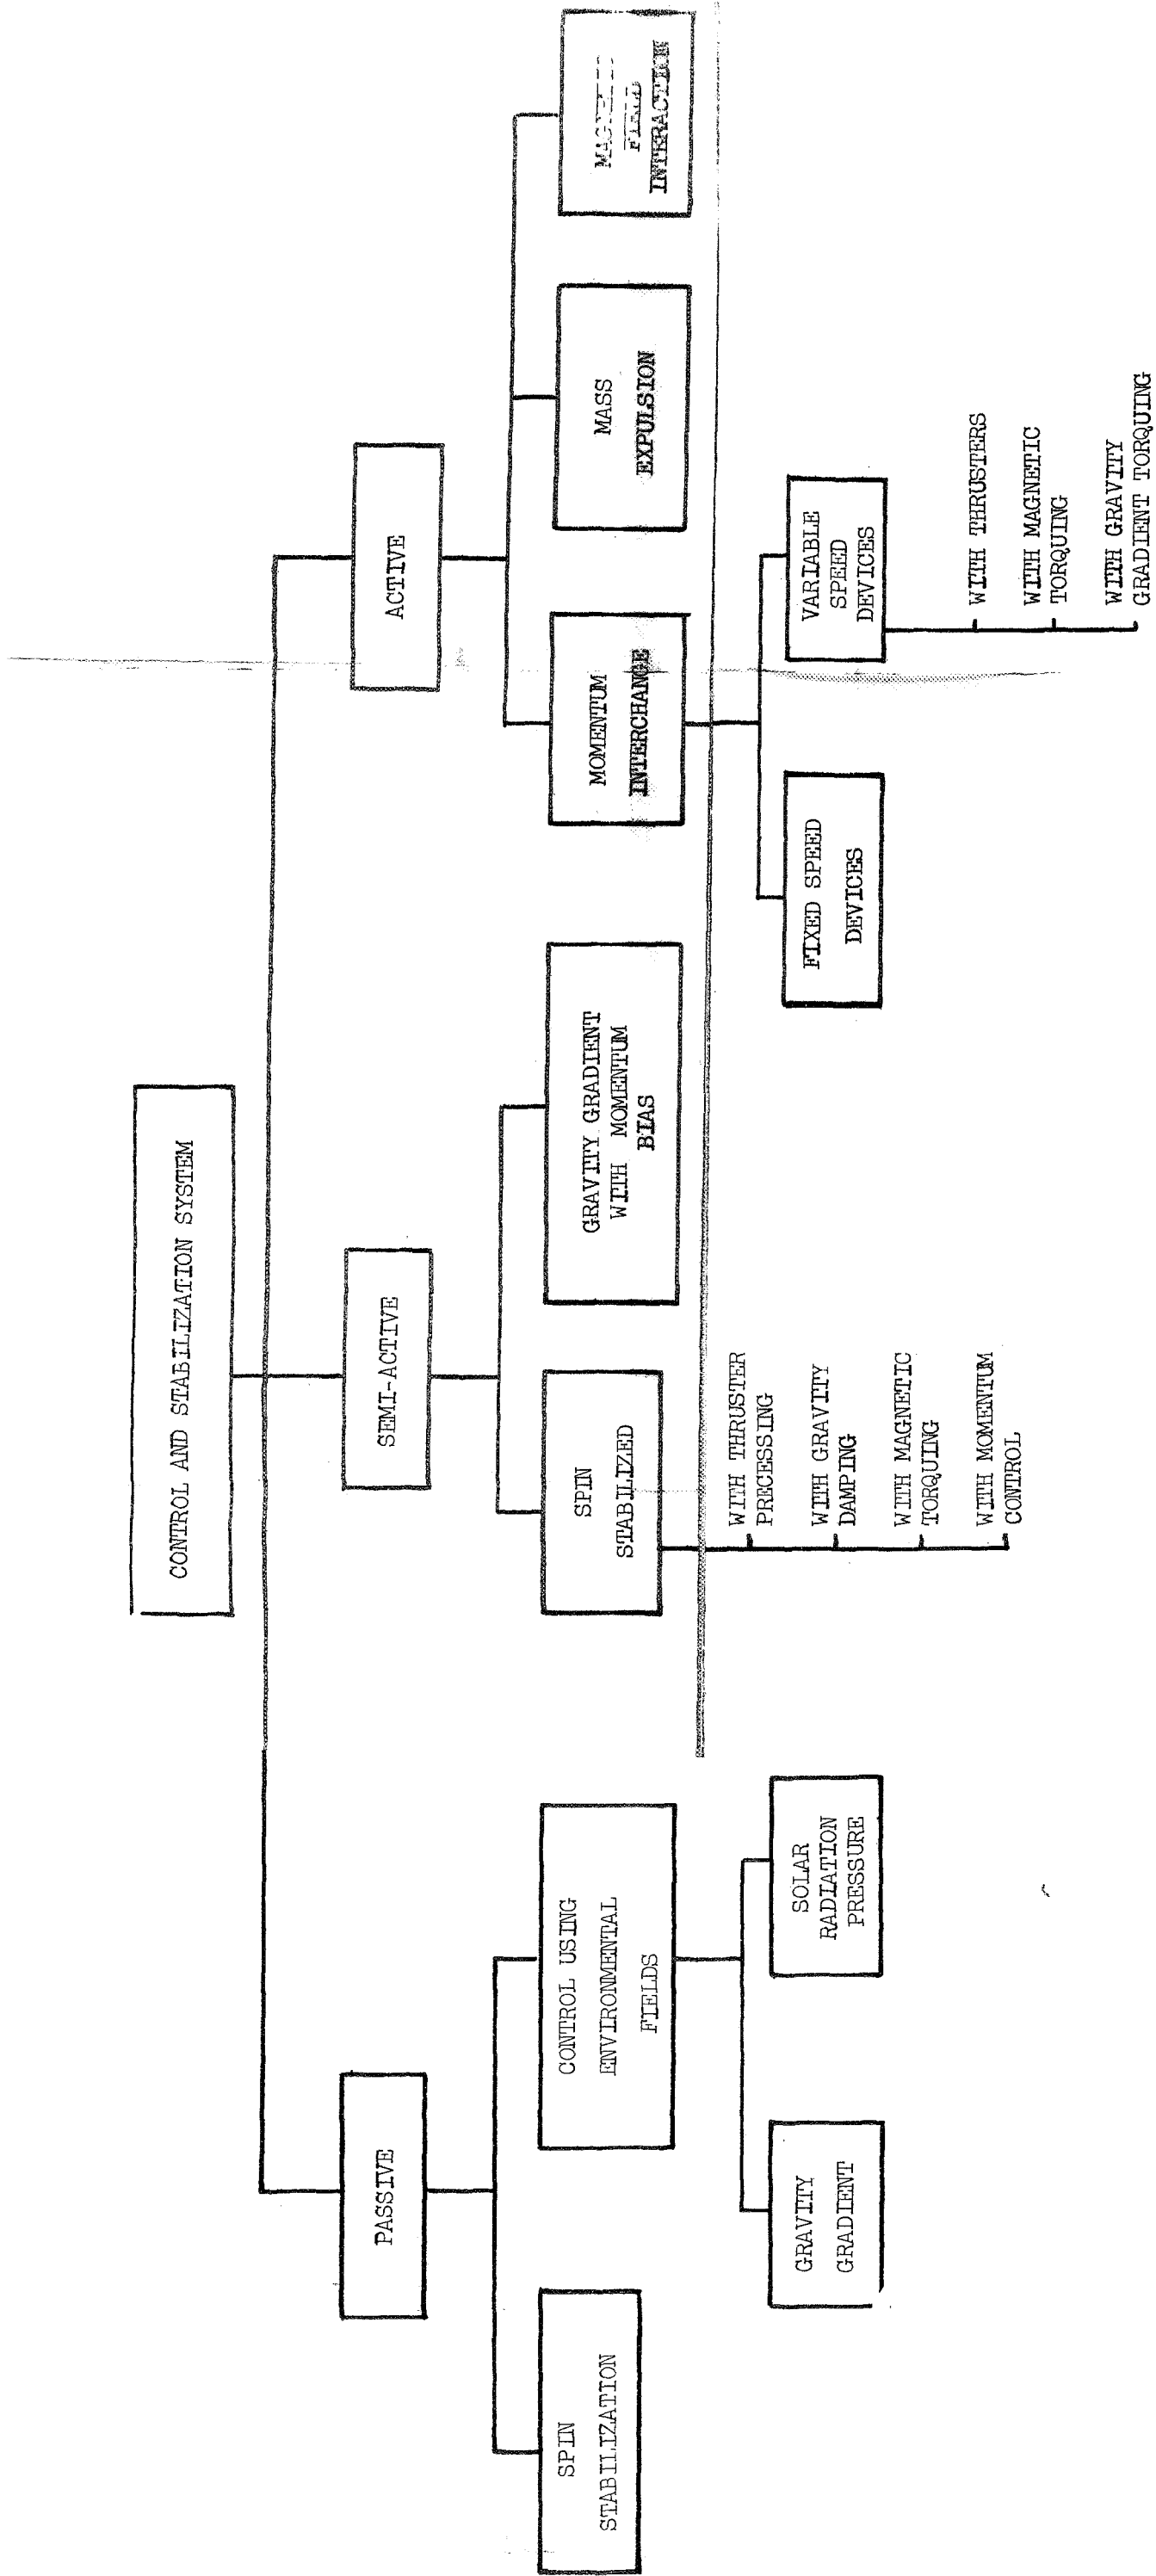 CONTROL AND STABILIZATION SYSTEM
PASSIVE
SEMI-ACTIVE
ACTIVE
SPIN
STABILIZATION
CONTROL USING
ENVIRONMENTAL
FIELDS
SPIN
STABILIZED
GRAVITY GRADIENT
WITH MOMENTUM
BIAS
MOMENTUM
INTERCHANGE
MASS
EXPULSION
MAGNETIC
FIELD
INTERACTION
GRAVITY
GRADIENT
SOLAR
RADIATION
PRESSURE
WITH THRUSTER
PRECESSING
WITH GRAVITY
DAMPING
WITH MAGNETIC
TORQUING
WITH MOMENTUM
CONTROL
FIXED SPEED
DEVICES
VARIABLE
SPEED
DEVICES
WITH THRUSTERS
WITH MAGNETIC
TORQUING
WITH GRAVITY
GRADIENT TORQUING